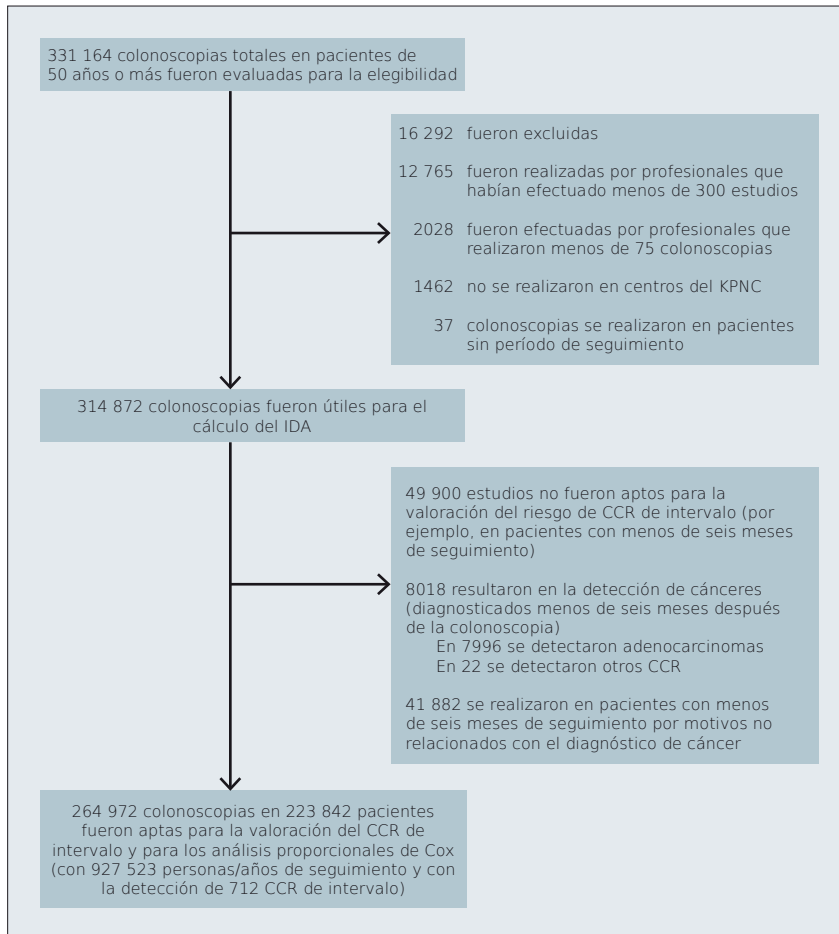 331 164 colonoscopias totales en pacientes de
50 años o más fueron evaluadas para la elegibilidad
16 292 fueron excluidas
12 765 fueron realizadas por profesionales que
habían efectuado menos de 300 estudios
2028 fueron efectuadas por profesionales que
realizaron menos de 75 colonoscopias
1462 no se realizaron en centros del KPNC
37 colonoscopias se realizaron en pacientes
sin período de seguimiento
314 872 colonoscopias fueron útiles para el
cálculo del IDA
49 900 estudios no fueron aptos para la
valoración del riesgo de CCR de intervalo (por
ejemplo, en pacientes con menos de seis meses
de seguimiento)
8018 resultaron en la detección de cánceres
(diagnosticados menos de seis meses después
de la colonoscopia)
En 7996 se detectaron adenocarcinomas
En 22 se detectaron otros CCR
41 882 se realizaron en pacientes con menos
de seis meses de seguimiento por motivos no
relacionados con el diagnóstico de cáncer
264 972 colonoscopias en 223 842 pacientes
fueron aptas para la valoración del CCR de
intervalo y para los análisis proporcionales de Cox
(con 927 523 personas/años de seguimiento y con
la detección de 712 CCR de intervalo)